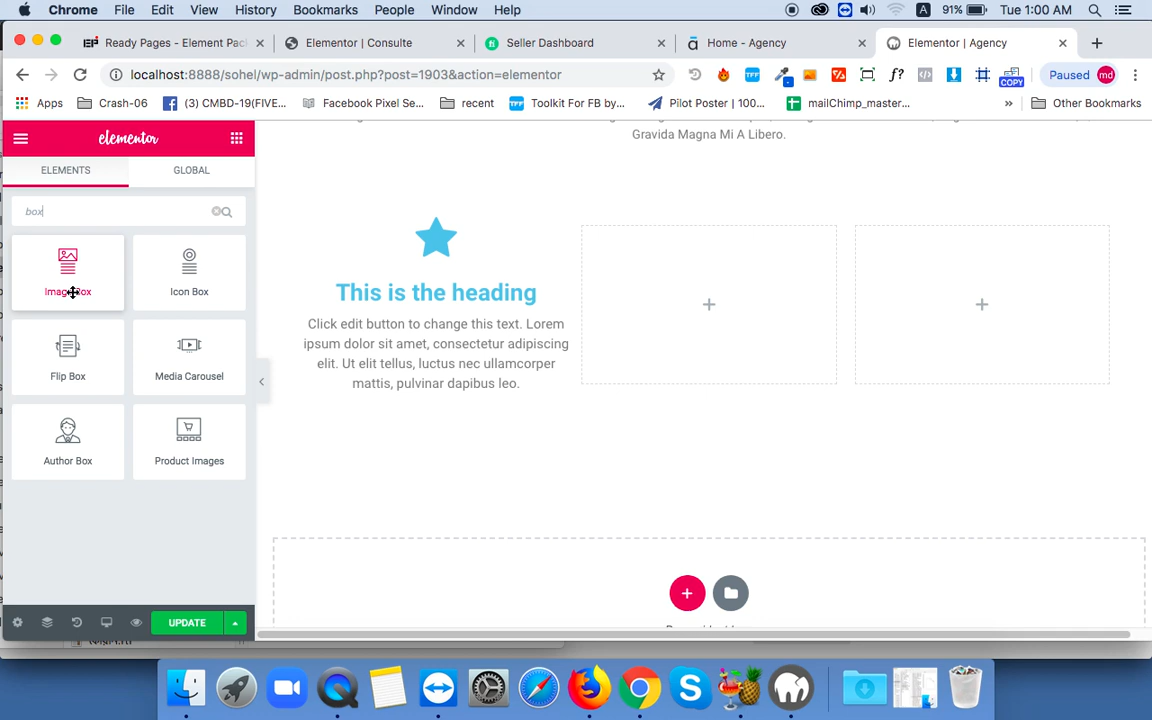 Chrome File Edit View History Bookmarks People Window Help A 91% Tue 1:00 AM
Ready Pages - Element Pac Elementor | Consulte Seller Dashboard Home - Agency Elementor | Agency
localhost:8888/sohel/wp-admin/post.php?post=1903&action=elementor TFF f? COPY Paused md
Apps Crash-06 (3) CMBD-19(FIVE... Facebook Pixel Se... recent TFF Toolkit For FB by... Pilot Poster | 100... mailChimp_master... » Other Bookmarks
elementor
Gravida Magna Mi A Libero.
ELEMENTS GLOBAL
box
Image Box Icon Box
Flip Box Media Carousel
Author Box Product Images
This is the heading
Click edit button to change this text. Lorem
ipsum dolor sit amet, consectetur adipiscing
elit. Ut elit tellus, luctus nec ullamcorper
mattis, pulvinar dapibus leo.
UPDATE